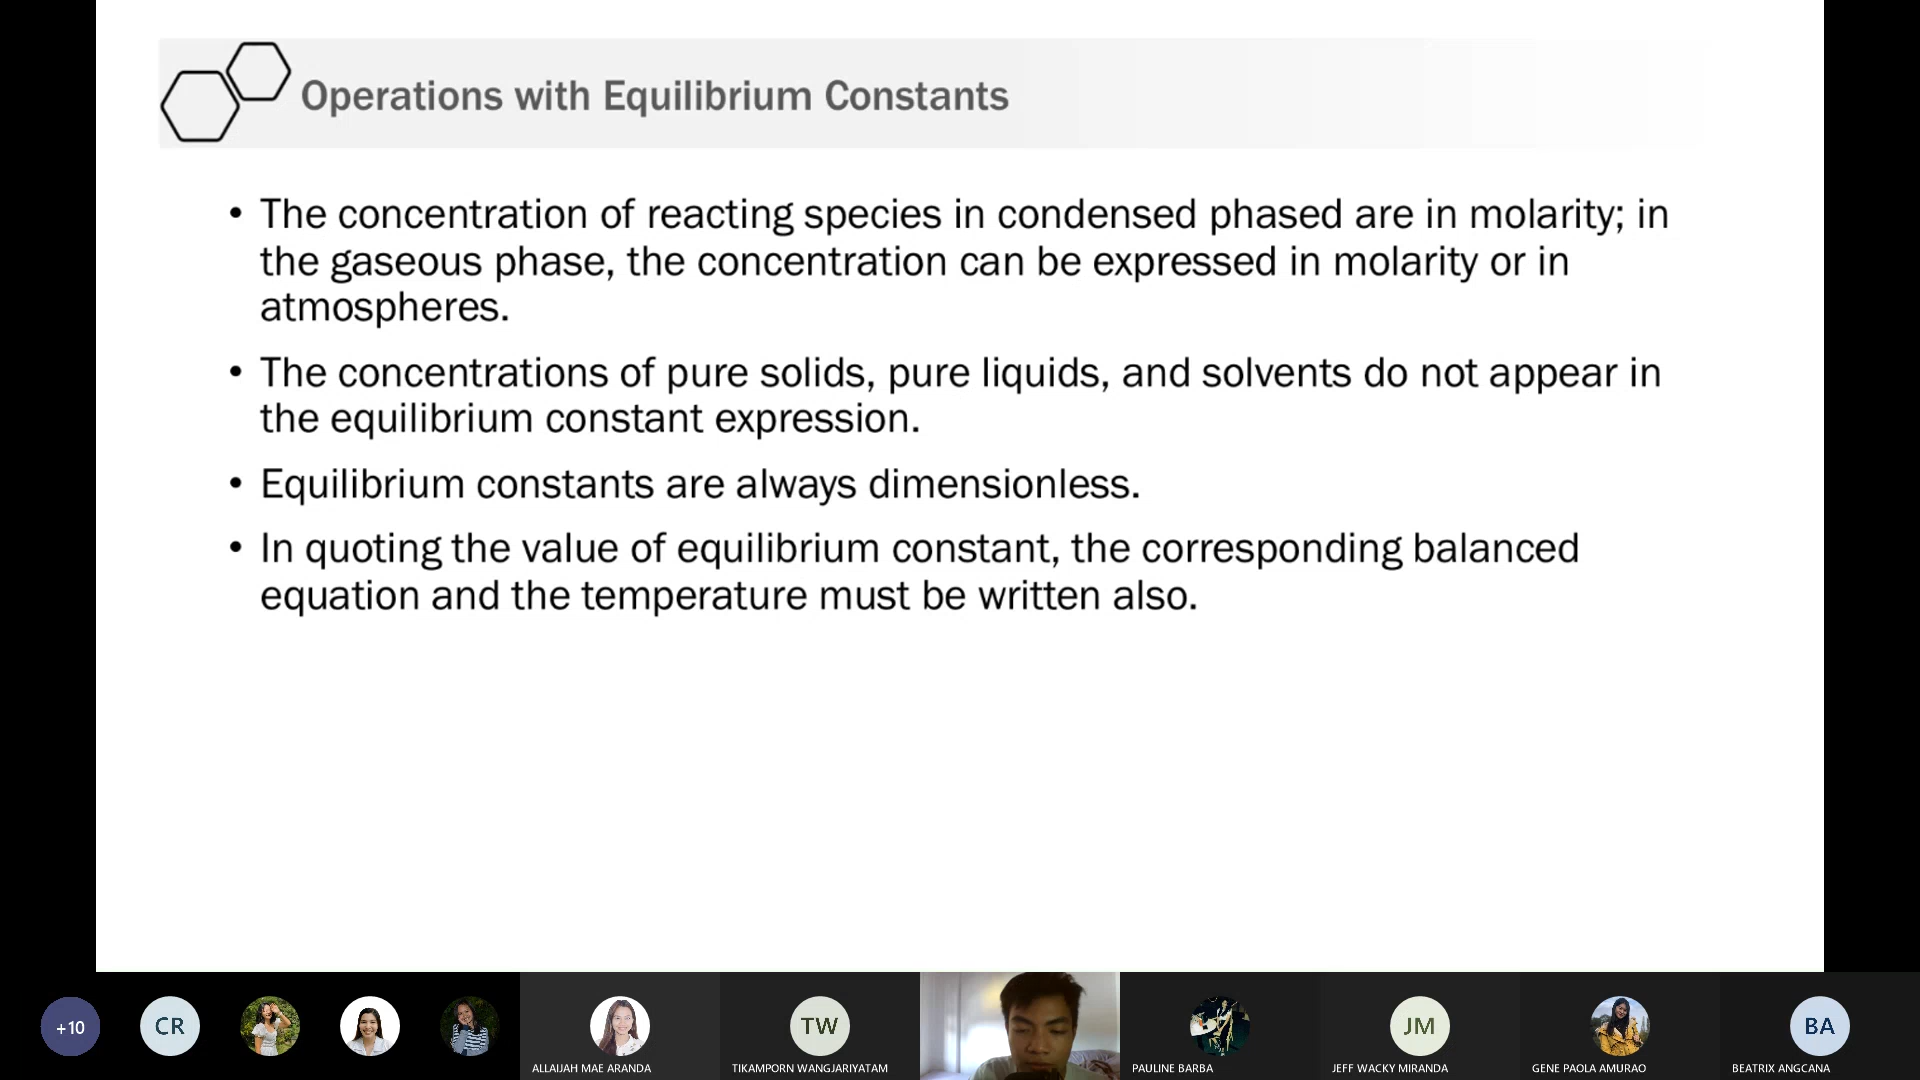 Operations with Equilibrium Constants
• The concentration of reacting species in condensed phased are in molarity; in
the gaseous phase, the concentration can be expressed in molarity or in
atmospheres.
• The concentrations of pure solids, pure liquids, and solvents do not appear in
the equilibrium constant expression.
• Equilibrium constants are always dimensionless.
• In quoting the value of equilibrium constant, the corresponding balanced
equation and the temperature must be written also.
+10
CR
TW
JM
BA
ALLAIJAH MAE ARANDA
TIKAMPORN WANGJARIYATAM
PAULINE BARBA
JEFF WACKY MIRANDA
GENE PAOLA AMURAO
BEATRIX ANGCANA